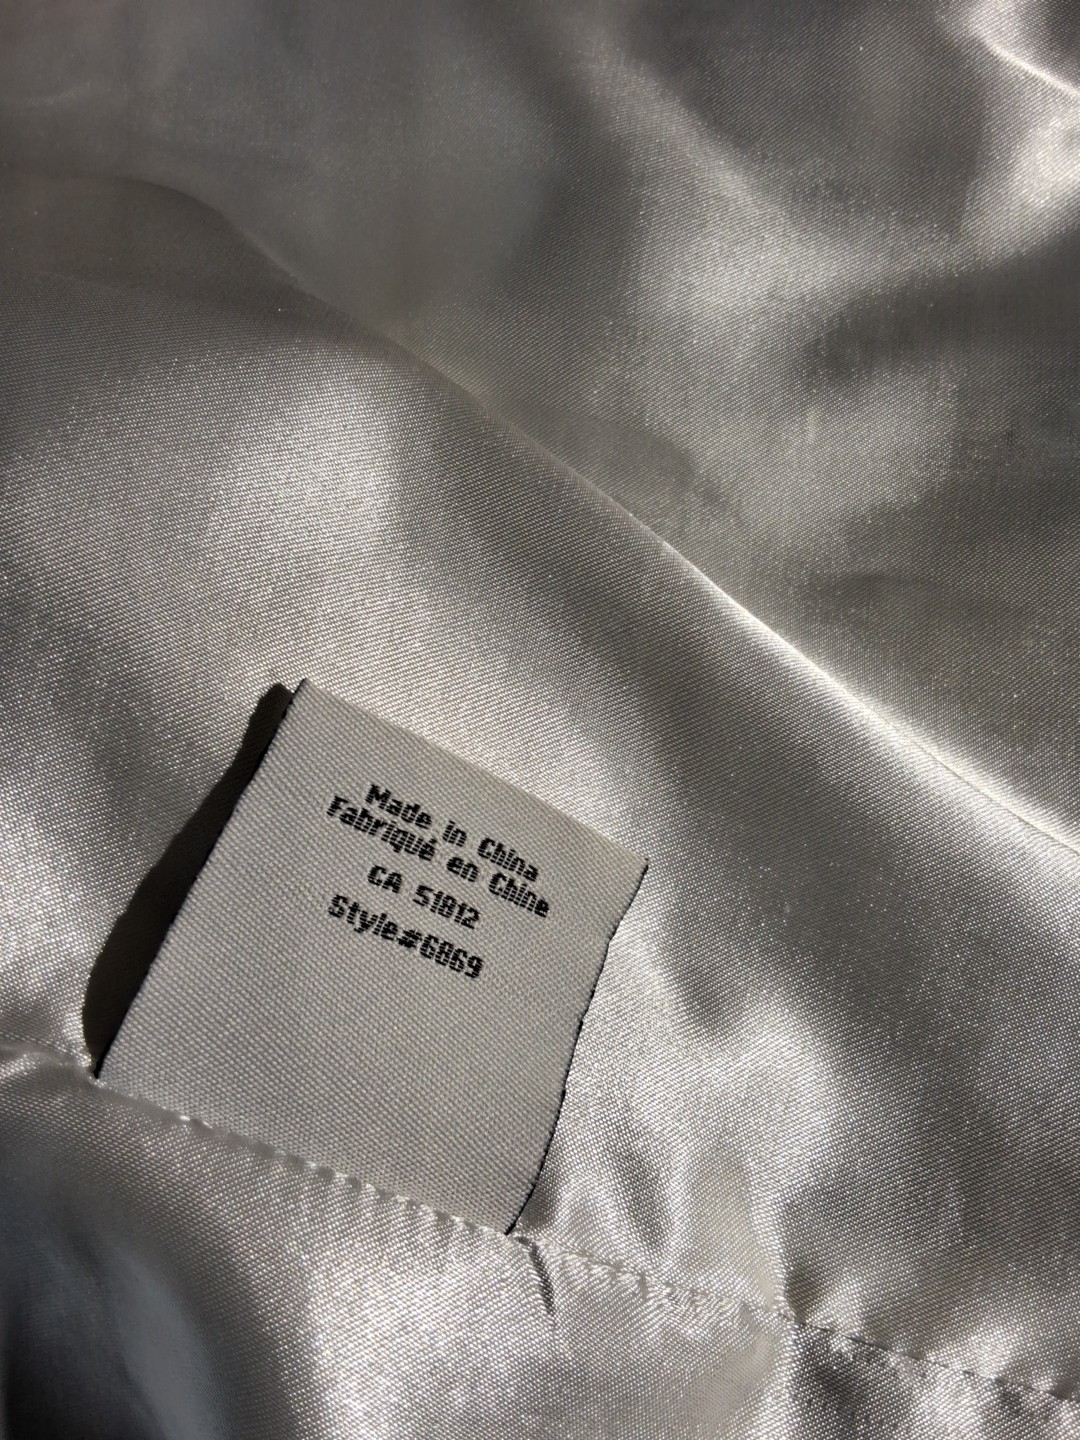 Made in China
Fabriqué en Chine
CA 51812
Style#6869